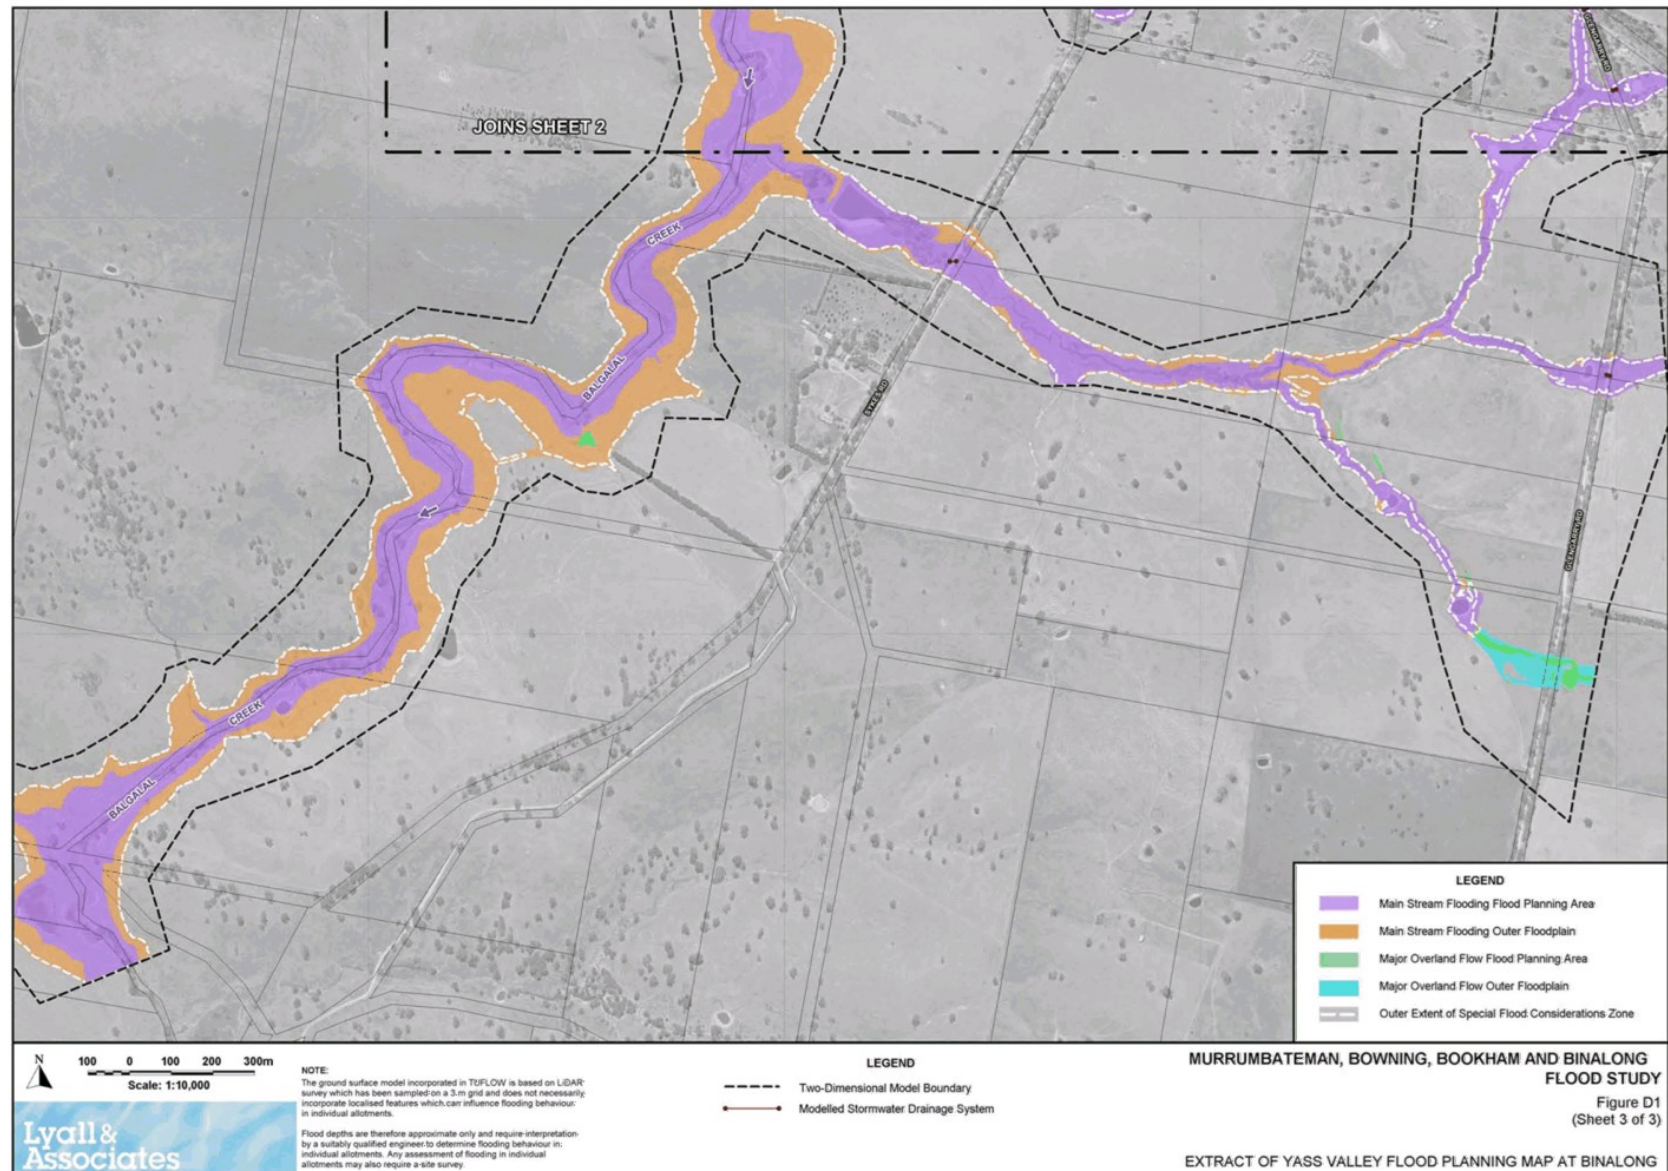 GLENGARRY RD
JOINS SHEET 2
CREEK
BALGALAL
SYKES RD
GLENGARRY RD
CREEK
BALGALAL
LEGEND
Main Stream Flooding Flood Planning Area
Main Stream Flooding Outer Floodplain
Major Overland Flow Flood Planning Area
Major Overland Flow Outer Floodplain
Outer Extent of Special Flood Considerations Zone
N
100 0 100 200 300m
Scale: 1:10,000
Lyall &
Associates
NOTE:
The ground surface model incorporated in TUFLOW is based on LiDAR
survey which has been sampled on a 3 m grid and does not necessarily
incorporate localised features which can influence flooding behaviour
in individual allotments.
Flood depths are therefore approximate only and require interpretation
by a suitably qualified engineer to determine flooding behaviour in
individual allotments. Any assessment of flooding in individual
allotments may also require a site survey.
LEGEND
Two-Dimensional Model Boundary
Modelled Stormwater Drainage System
MURRUMBATEMAN, BOWNING, BOOKHAM AND BINALONG
FLOOD STUDY
Figure D1
(Sheet 3 of 3)
EXTRACT OF YASS VALLEY FLOOD PLANNING MAP AT BINALONG